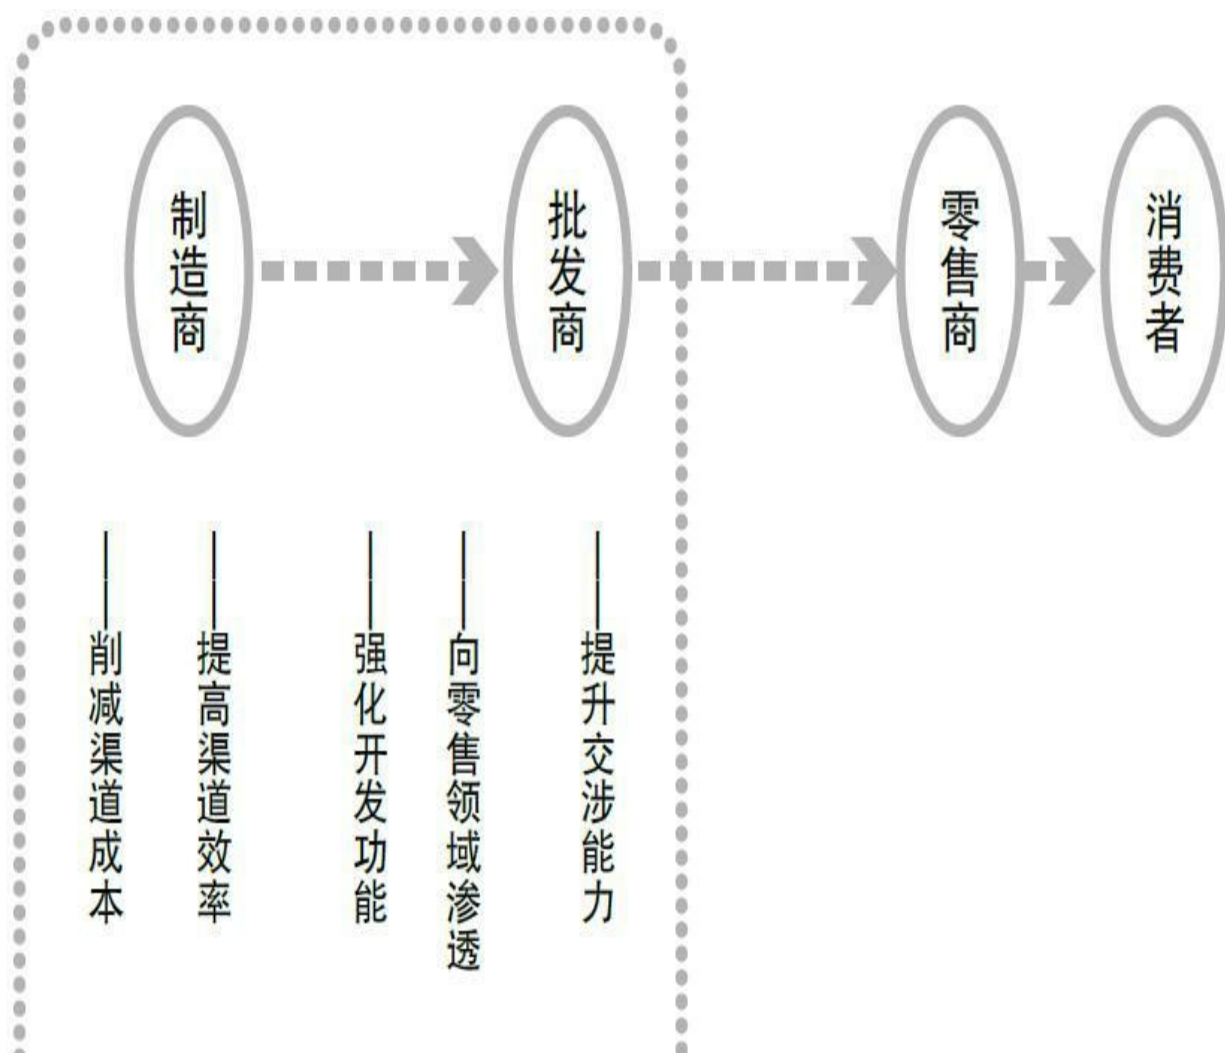 制造商
批发商
零售商
消费者
——削减渠道成本
——提高渠道效率
——强化开发功能
——向零售领域渗透
——提升交涉能力